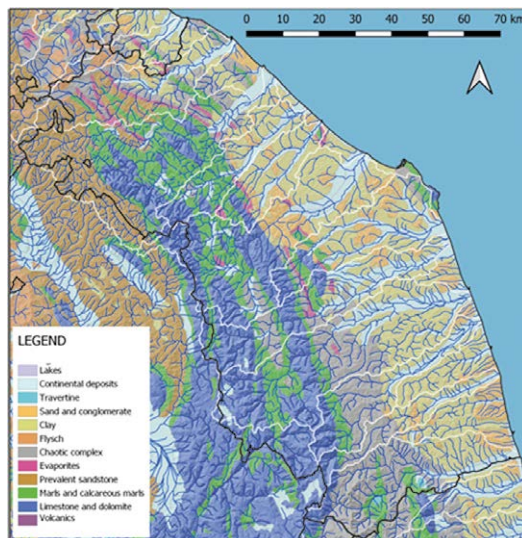 0 10 20 30 40 50 60 70 km
LEGEND
Lakes
Continental deposits
Travertine
Sand and conglomerate
Clay
Flysch
Chaotic complex
Evaporites
Prevalent sandstone
Marls and calcareous marls
Limestone and dolomite
Volcanics